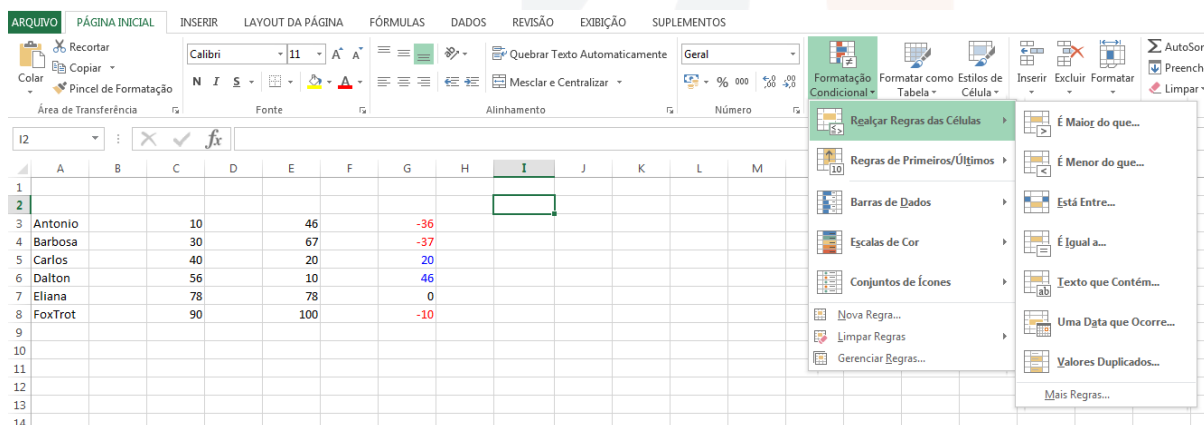 ARQUIVO PÁGINA INICIAL INSERIR LAYOUT DA PÁGINA FÓRMULAS DADOS REVISÃO EXIBIÇÃO SUPLEMENTOS
Recortar
Copiar
Pincel de Formatação
Colar
Área de Transferência
Calibri 11 A A
N I S A
Fonte
Quebrar Texto Automaticamente
Mesclar e Centralizar
Alinhamento
Geral
% 000 ,00 ,0
Número
Formatação Condicional
Formatar como Tabela
Estilos de Célula
Inserir Excluir Formatar
Σ AutoSor
Preench
Limpar
I2 fx
A B C D E F G H I J K L M
1
2
3 Antonio 10 46 -36
4 Barbosa 30 67 -37
5 Carlos 40 20 20
6 Dalton 56 10 46
7 Eliana 78 78 0
8 FoxTrot 90 100 -10
9
10
11
12
13
14
Realçar Regras das Células
Regras de Primeiros/Últimos
Barras de Dados
Escalas de Cor
Conjuntos de Ícones
Nova Regra...
Limpar Regras
Gerenciar Regras...
É Maior do que...
É Menor do que...
Está Entre...
É Igual a...
Texto que Contém...
Uma Data que Ocorre...
Valores Duplicados...
Mais Regras...